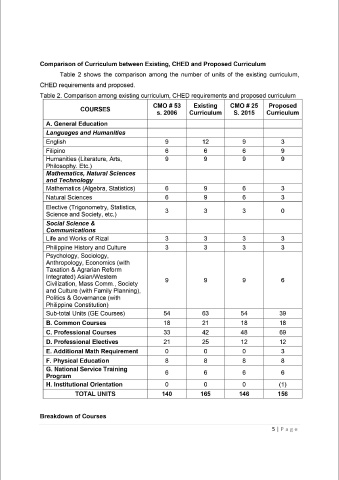 Comparison of Curriculum between Existing, CHED and Proposed Curriculum
Table 2 shows the comparison among the number of units of the existing curriculum,
CHED requirements and proposed.
Table 2. Comparison among existing curriculum, CHED requirements and proposed curriculum
COURSES CMO # 53 s. 2006 Existing Curriculum CMO # 25 S. 2015 Proposed Curriculum
A. General Education
Languages and Humanities
English 9 12 9 3
Filipino 6 6 6 9
Humanities (Literature, Arts, 9 9 9 9
Philosophy, Etc.)
Mathematics, Natural Sciences
and Technology
Mathematics (Algebra, Statistics) 6 9 6 3
Natural Sciences 6 9 6 3
Elective (Trigonometry, Statistics,
Science and Society, etc.) 3 3 3 0
Social Science &
Communications
Life and Works of Rizal 3 3 3 3
Philippine History and Culture 3 3 3 3
Psychology, Sociology,
Anthropology, Economics (with
Taxation & Agrarian Reform
Integrated) Asian/Western
Civilization, Mass Comm., Society 9 9 9 6
and Culture (with Family Planning),
Politics & Governance (with
Philippine Constitution)
Sub-total Units (GE Courses) 54 63 54 39
B. Common Courses 18 21 18 18
C. Professional Courses 33 42 48 69
D. Professional Electives 21 25 12 12
E. Additional Math Requirement 0 0 0 3
F. Physical Education 8 8 8 8
G. National Service Training
Program 6 6 6 6
H. Institutional Orientation 0 0 0 (1)
TOTAL UNITS 140 165 146 156
Breakdown of Courses
5 | P a g e